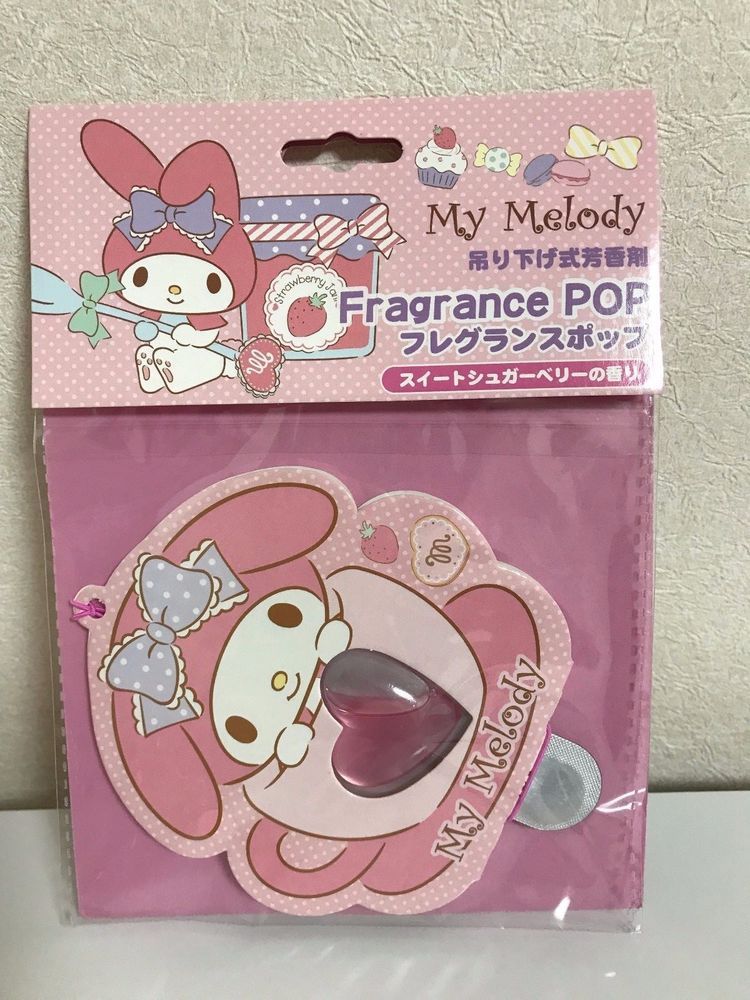 My Melody
吊り下げ式芳香剤
Fragrance POP
フレグランスポップ
スイートシュガーベリーの香り
Strawberry Jam
My Melody